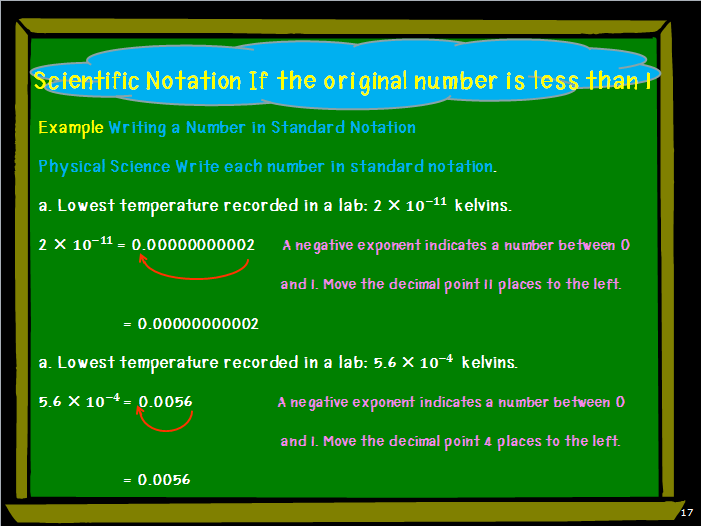 Scientific Notation If the original number is less than 1
Example Writing a Number in Standard Notation
Physical Science Write each number in standard notation.
a. Lowest temperature recorded in a lab: 2 × 10⁻¹¹ kelvins.
2 × 10⁻¹¹ = 0.00000000002 A negative exponent indicates a number between 0
and 1. Move the decimal point 11 places to the left.
= 0.00000000002
a. Lowest temperature recorded in a lab: 5.6 × 10⁻⁴ kelvins.
5.6 × 10⁻⁴ = 0.0056 A negative exponent indicates a number between 0
and 1. Move the decimal point 4 places to the left.
= 0.0056
17